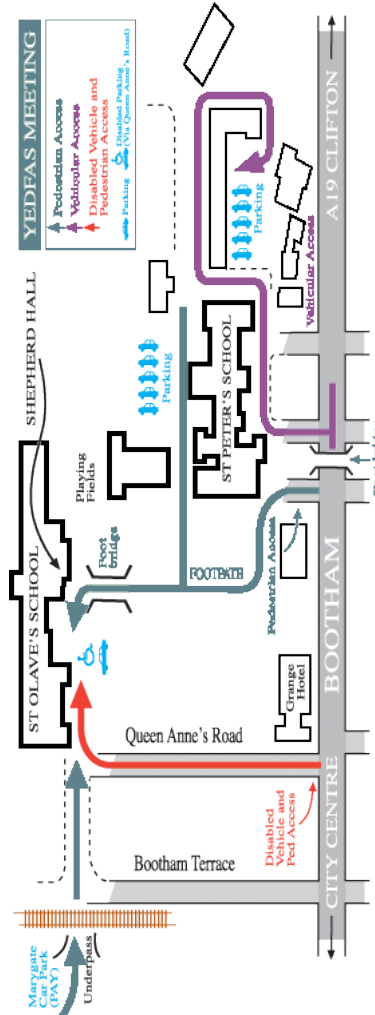 YEDFAS MEETING
Pedestrian Access
Vehicular Access
Disabled Vehicle and
Pedestrian Access
Parking
Disabled Parking
(Via Queen Anne's Road)
SHEPHERD HALL
ST OLAVE'S SCHOOL
Playing
Fields
Foot
bridge
Parking
ST PETER'S SCHOOL
Parking
FOOTPATH
Vehicular Access
A19 CLIFTON
Pedestrian Access
BOOTHAM
Grange
Hotel
Queen Anne's Road
Disabled
Vehicle and
Ped Access
CITY CENTRE
Bootham Terrace
Marygate
Car Park
(PAY)
Underpass